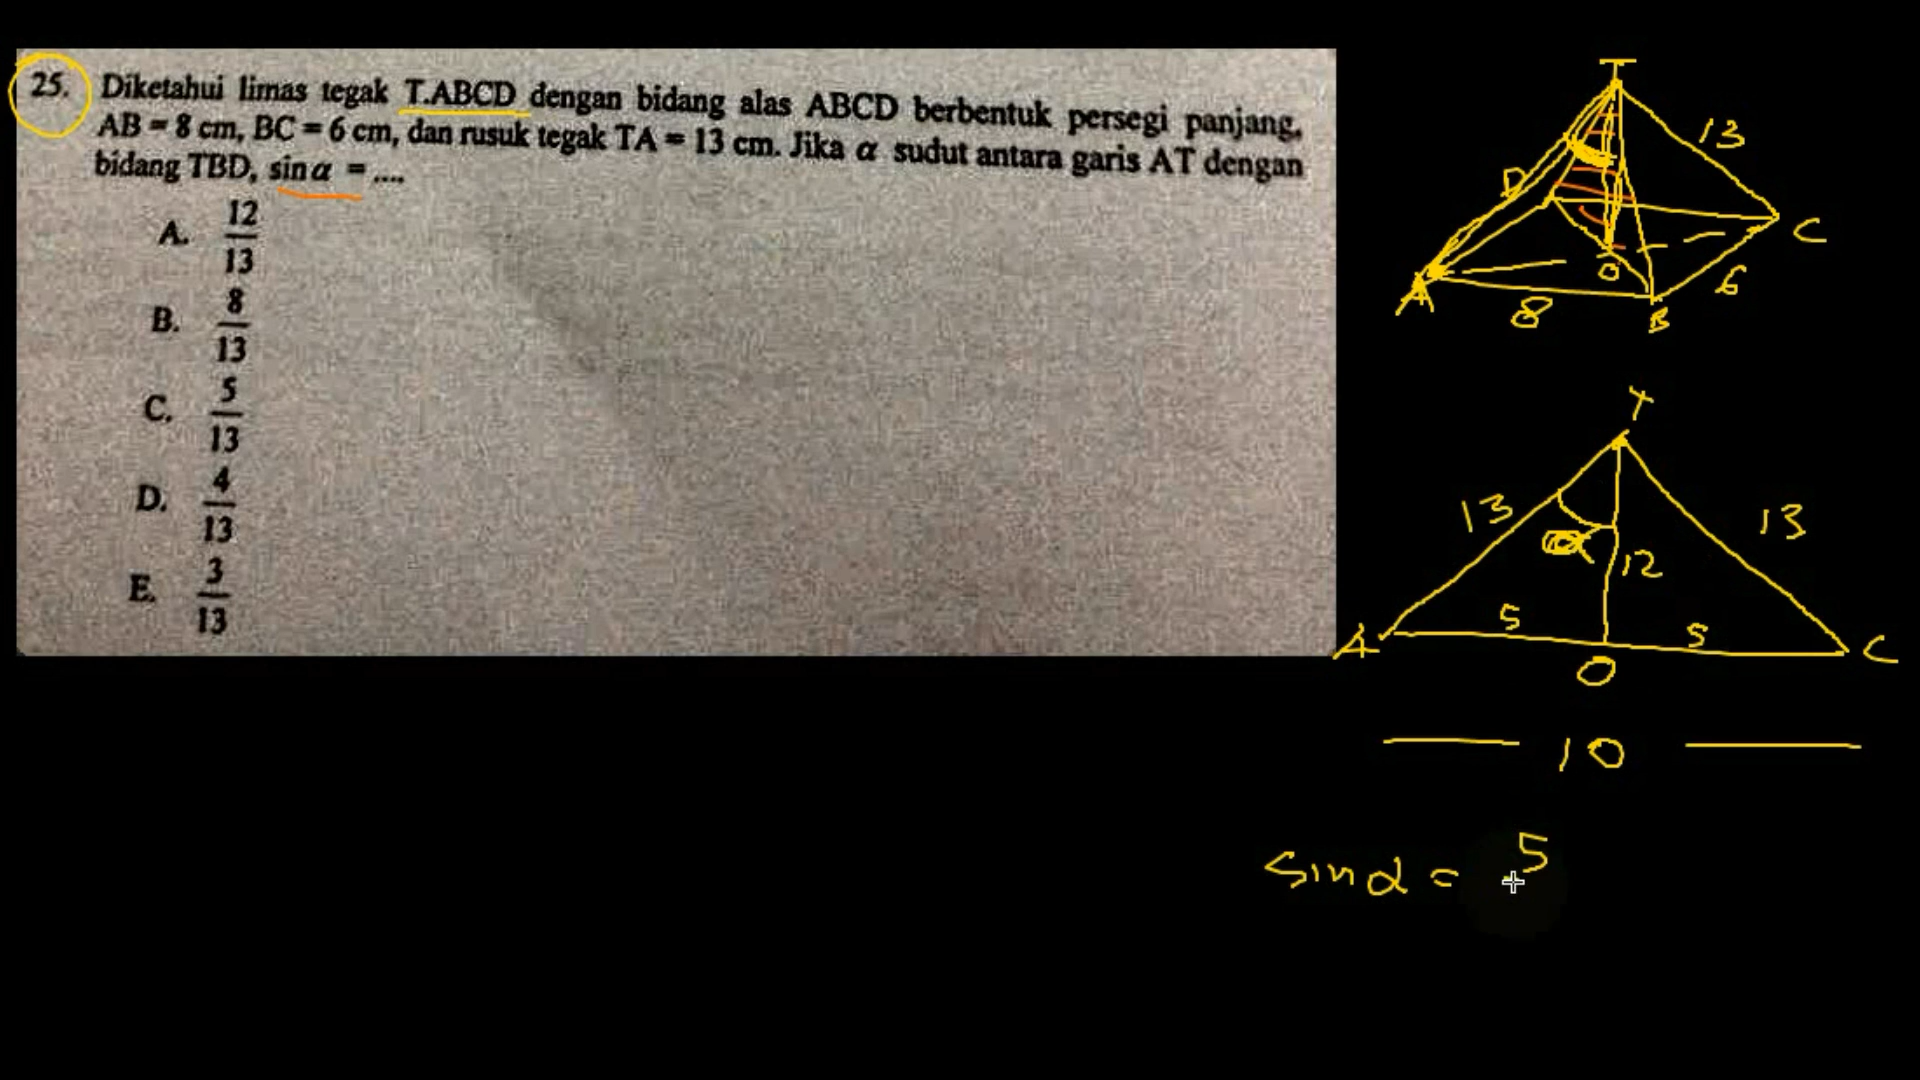 25. Diketahui limas tegak T.ABCD dengan bidang alas ABCD berbentuk persegi panjang,
AB = 8 cm, BC = 6 cm, dan rusuk tegak TA = 13 cm. Jika α sudut antara garis AT dengan
bidang TBD, sin α = ....
A. 12/13
B. 8/13
C. 5/13
D. 4/13
E. 3/13
T
13
D
C
A
O
6
8
B
T
13
13
α
12
5
5
A
C
O
10
sin α = 5